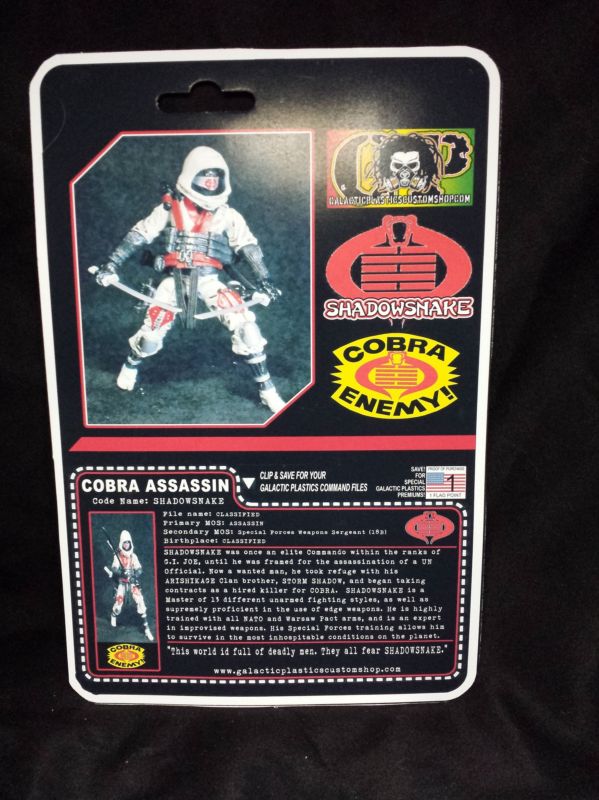 GALACTICPLASTICSCUSTOMSHOP.COM
SHADOWSNAKE
COBRA
ENEMY!
COBRA ASSASSIN
Code Name: SHADOWSNAKE
CLIP & SAVE FOR YOUR
GALACTIC PLASTICS COMMAND FILES
SAVE!
FOR
SPECIAL
GALACTIC PLASTICS
PREMIUMS!
PROOF OF PURCHASE
1
1 FLAG POINT
File name: CLASSIFIED
Primary MOS: ASSASSIN
Secondary MOS: Special Forces Weapons Sergeant (18B)
Birthplace: CLASSIFIED
SHADOWSNAKE was once an elite Commando within the ranks of
G.I. JOE, until he was framed for the assassination of a UN
Official. Now a wanted man, he took refuge with his
ARISHIKAGE Clan brother, STORM SHADOW, and began taking
contracts as a hired killer for COBRA. SHADOWSNAKE is a
Master of 13 different unarmed fighting styles, as well as
supremely proficient in the use of edge weapons. He is highly
trained with all NATO and Warsaw Pact arms, and is an expert
in improvised weapons. His Special Forces training allows him
to survive in the most inhospitable conditions on the planet.
COBRA
ENEMY!
"This world id full of deadly men. They all fear SHADOWSNAKE."
www.galacticplasticscustomshop.com